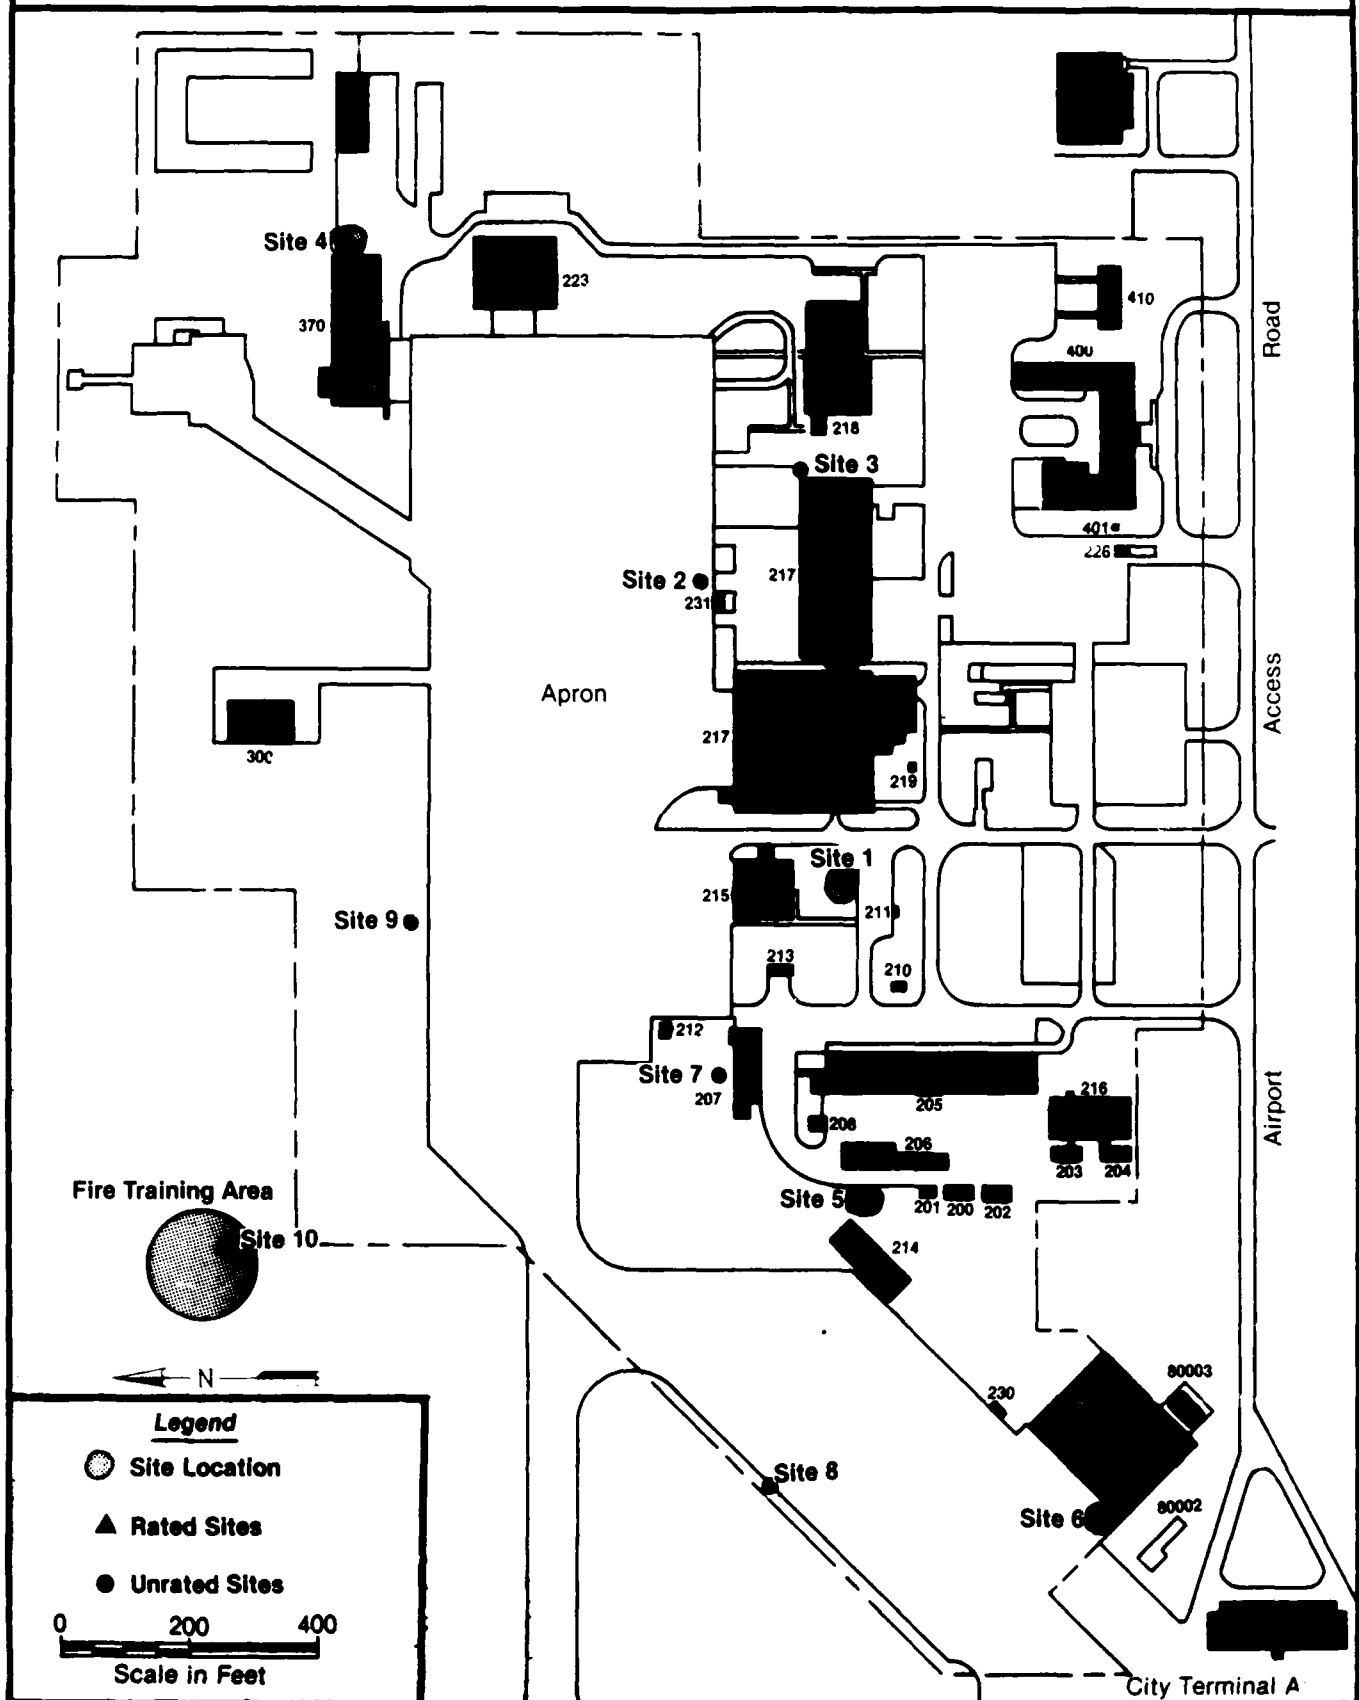 Site 4
223
370
410
Road
400
218
Site 3
401
226
217
Site 2
231
Apron
Access
217
300
219
Site 1
215
211
Site 9
213
210
212
Site 7
207
205
216
208
206
203
204
Fire Training Area
Site 5
201
200
202
Airport
Site 10
214
N
80003
230
Legend
Site Location
Site 8
80002
Site 6
Rated Sites
Unrated Sites
0
200
400
Scale in Feet
City Terminal A